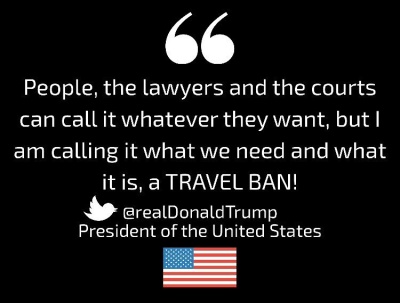 “
People, the lawyers and the courts
can call it whatever they want, but I
am calling it what we need and what
it is, a TRAVEL BAN!
@realDonaldTrump
President of the United States